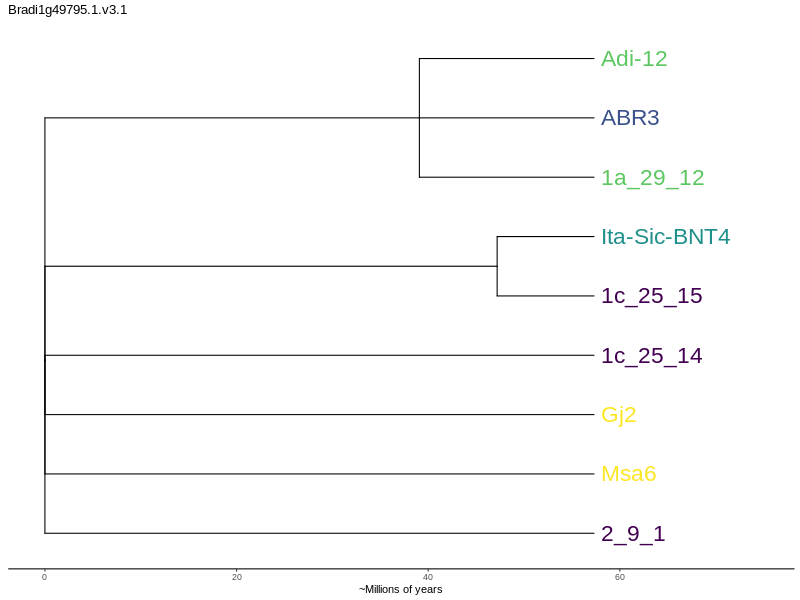 Bradi1g49795.1.v3.1
Adi-12
ABR3
1a_29_12
Ita-Sic-BNT4
1c_25_15
1c_25_14
Gj2
Msa6
2_9_1
0 20 40 60
~Millions of years